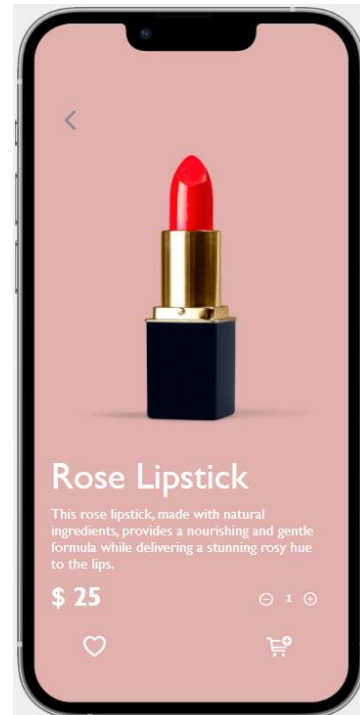 Rose Lipstick
This rose lipstick, made with natural
ingredients, provides a nourishing and gentle
formula while delivering a stunning rosy hue
to the lips.
$ 25
1